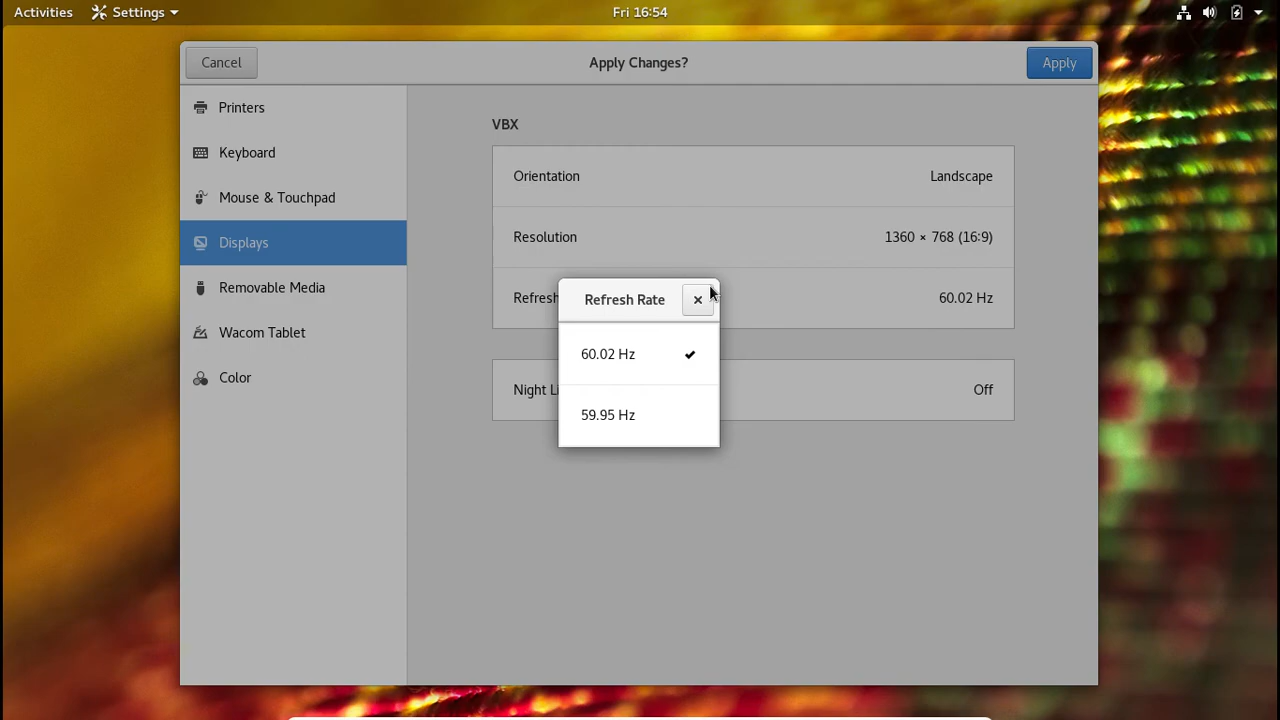 Activities
Settings
Fri 16:54
Cancel
Apply Changes?
Apply
Printers
Keyboard
Mouse & Touchpad
Displays
Removable Media
Wacom Tablet
Color
VBX
Orientation
Landscape
Resolution
1360 × 768 (16:9)
Refresh
60.02 Hz
Night Li
Off
Refresh Rate
60.02 Hz
59.95 Hz